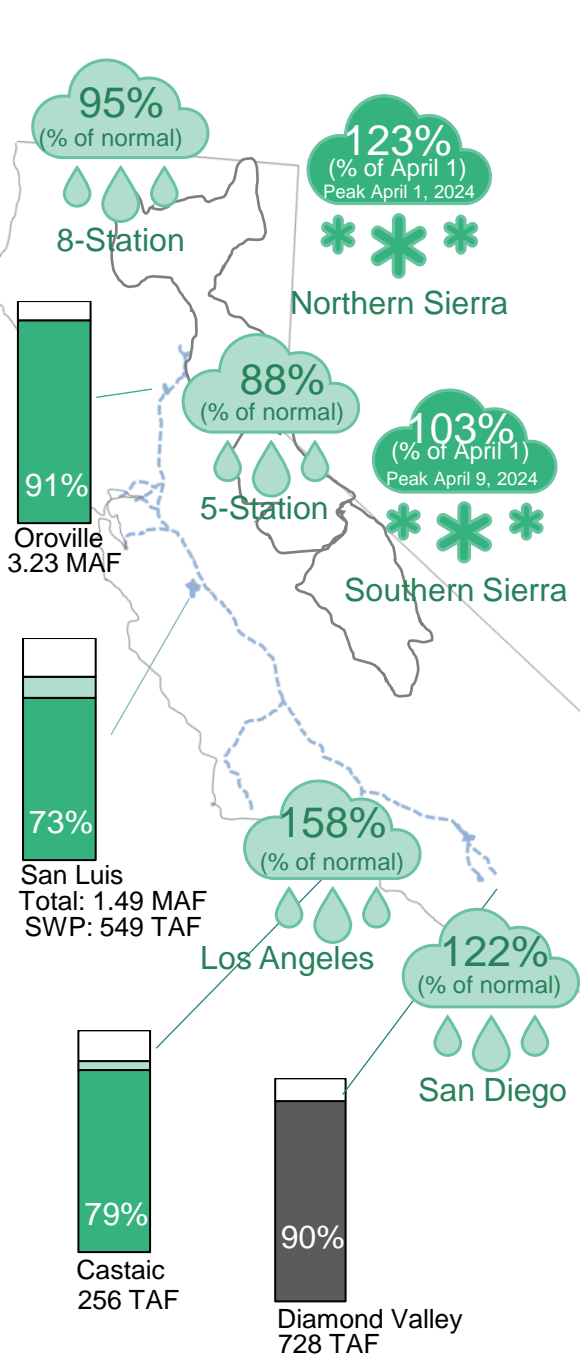 95%
(% of normal)
8-Station
123%
(% of April 1)
Peak April 1, 2024
Northern Sierra
88%
(% of normal)
5-Station
103%
(% of April 1)
Peak April 9, 2024
Southern Sierra
91%
Oroville
3.23 MAF
73%
San Luis
Total: 1.49 MAF
SWP: 549 TAF
158%
(% of normal)
Los Angeles
122%
(% of normal)
San Diego
79%
Castaic
256 TAF
90%
Diamond Valley
728 TAF